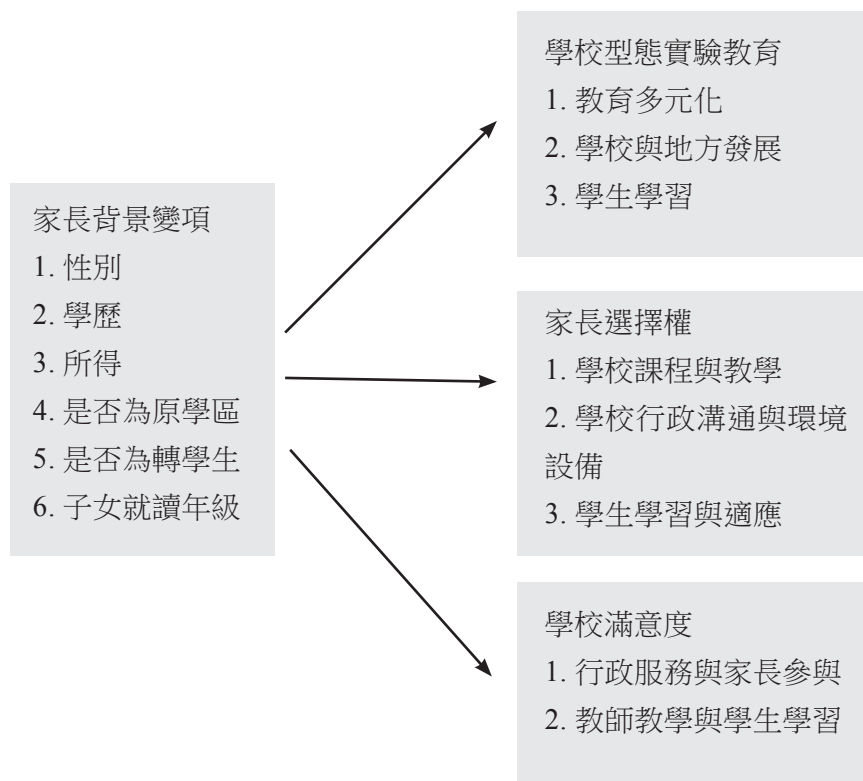 家長背景變項
1. 性別
2. 學歷
3. 所得
4. 是否為原學區
5. 是否為轉學生
6. 子女就讀年級
學校型態實驗教育
1. 教育多元化
2. 學校與地方發展
3. 學生學習
家長選擇權
1. 學校課程與教學
2. 學校行政溝通與環境
設備
3. 學生學習與適應
學校滿意度
1. 行政服務與家長參與
2. 教師教學與學生學習